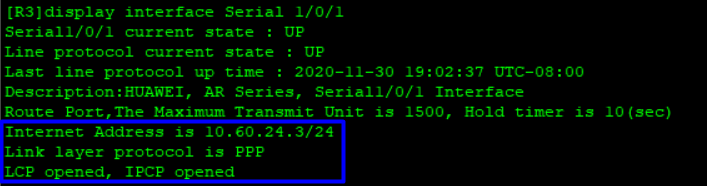 [R3]display interface Serial 1/0/1
Serial1/0/1 current state : UP
Line protocol current state : UP
Last line protocol up time : 2020-11-30 19:02:37 UTC-08:00
Description:HUAWEI, AR Series, Serial1/0/1 Interface
Route Port,The Maximum Transmit Unit is 1500, Hold timer is 10(sec)
Internet Address is 10.60.24.3/24
Link layer protocol is PPP
LCP opened, IPCP opened